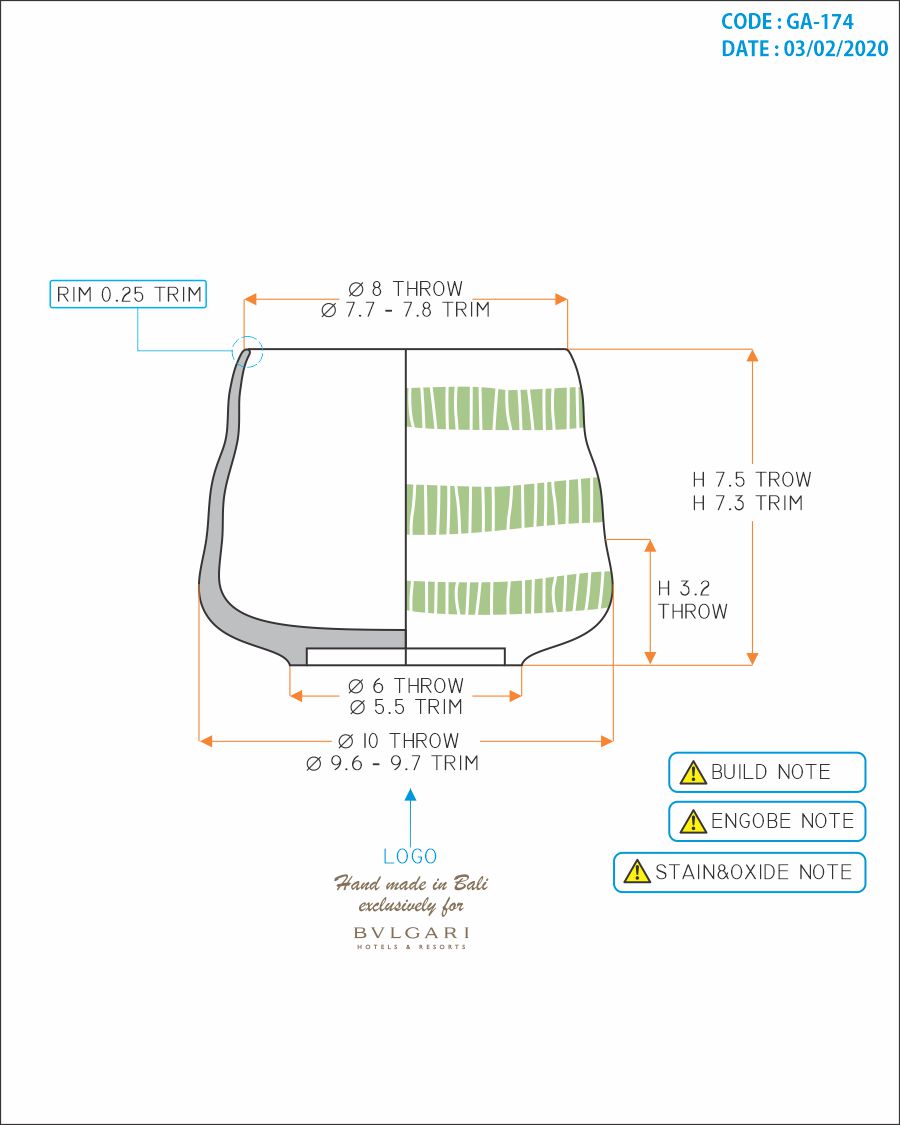 CODE : GA-174
DATE : 03/02/2020
RIM 0.25 TRIM
Ø 8 THROW
Ø 7.7 - 7.8 TRIM
H 7.5 TROW
H 7.3 TRIM
H 3.2
THROW
Ø 6 THROW
Ø 5.5 TRIM
Ø 10 THROW
Ø 9.6 - 9.7 TRIM
BUILD NOTE
ENGOBE NOTE
STAIN&OXIDE NOTE
LOGO
Hand made in Bali
exclusively for
BVLGARI
HOTELS & RESORTS